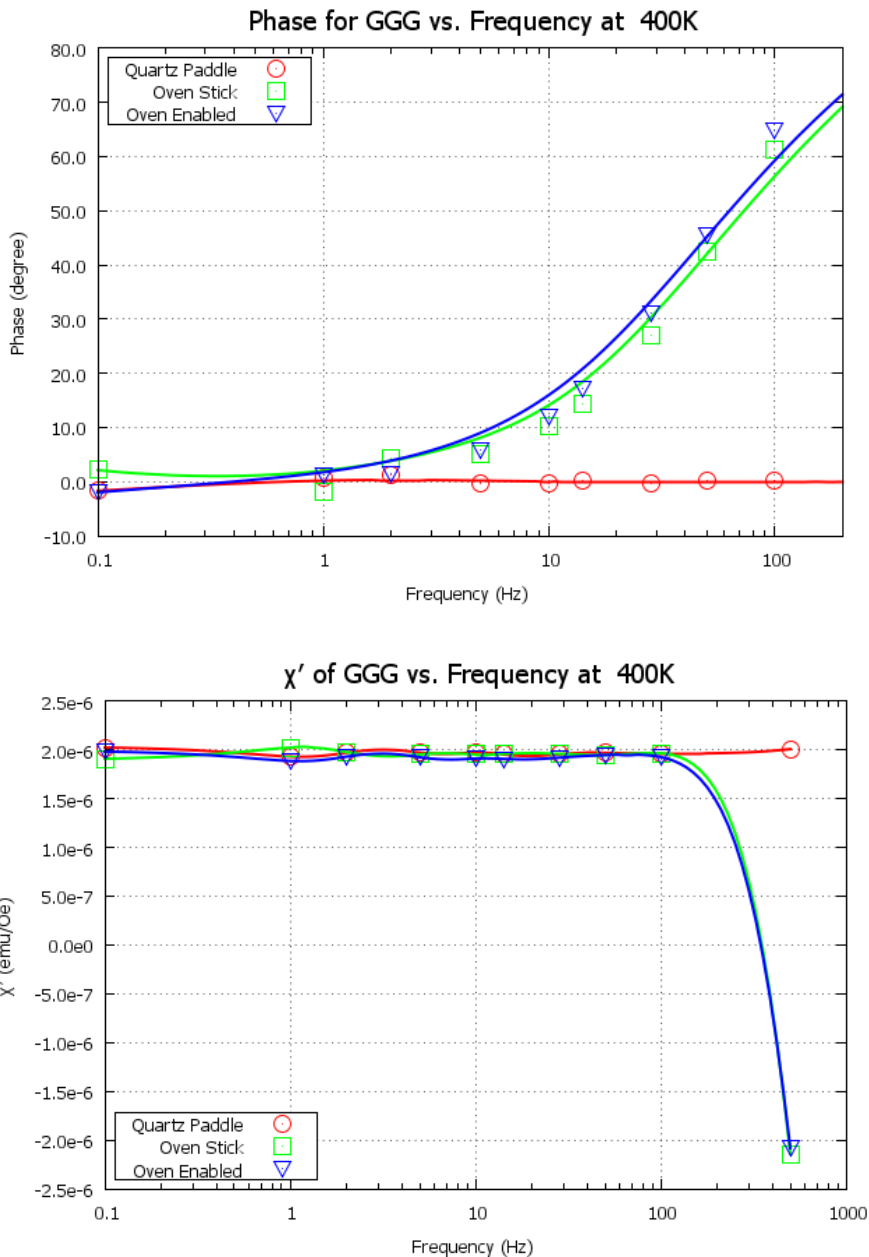 Phase for GGG vs. Frequency at 400K
80.0
70.0
60.0
50.0
40.0
30.0
20.0
10.0
0.0
-10.0
Phase (degree)
Quartz Paddle
Oven Stick
Oven Enabled
0.1
1
10
100
Frequency (Hz)
χ′ of GGG vs. Frequency at 400K
2.5e-6
2.0e-6
1.5e-6
1.0e-6
5.0e-7
0.0e0
-5.0e-7
-1.0e-6
-1.5e-6
-2.0e-6
-2.5e-6
χ′ (emu/Oe)
Quartz Paddle
Oven Stick
Oven Enabled
0.1
1
10
100
1000
Frequency (Hz)